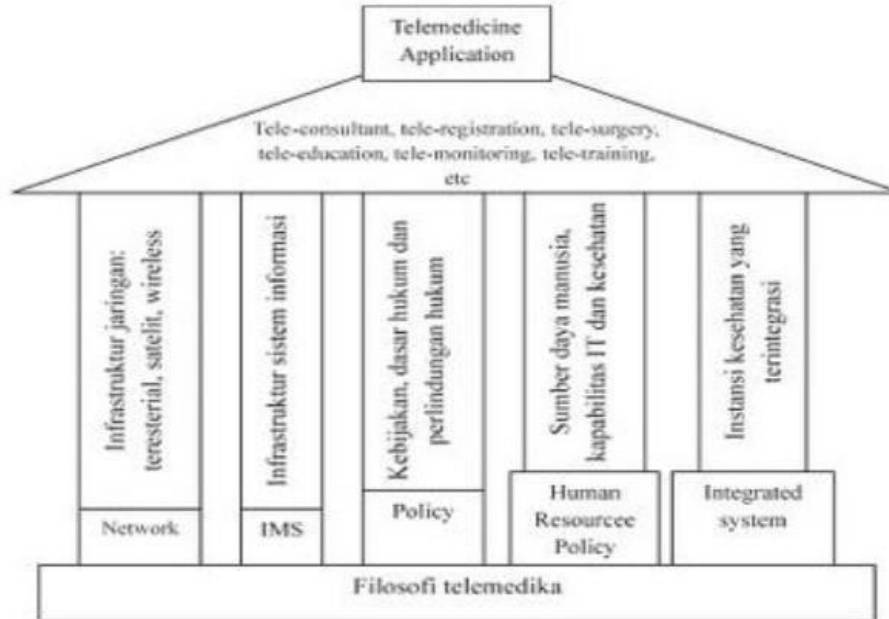 Telemedicine
Application
Tele-consultant, tele-registration, tele-surgery,
tele-education, tele-monitoring, tele-training,
etc
Infrastruktur jaringan:
teresterial, satelit, wireless
Network
Infrastruktur sistem informasi
IMS
Kebijakan, dasar hukum dan
perlindungan hukum
Policy
Sumber daya manusia,
kapabilitas IT dan kesehatan
Human
Resourcee
Policy
Instansi kesehatan yang
terintegrasi
Integrated
system
Filosofi telemedika